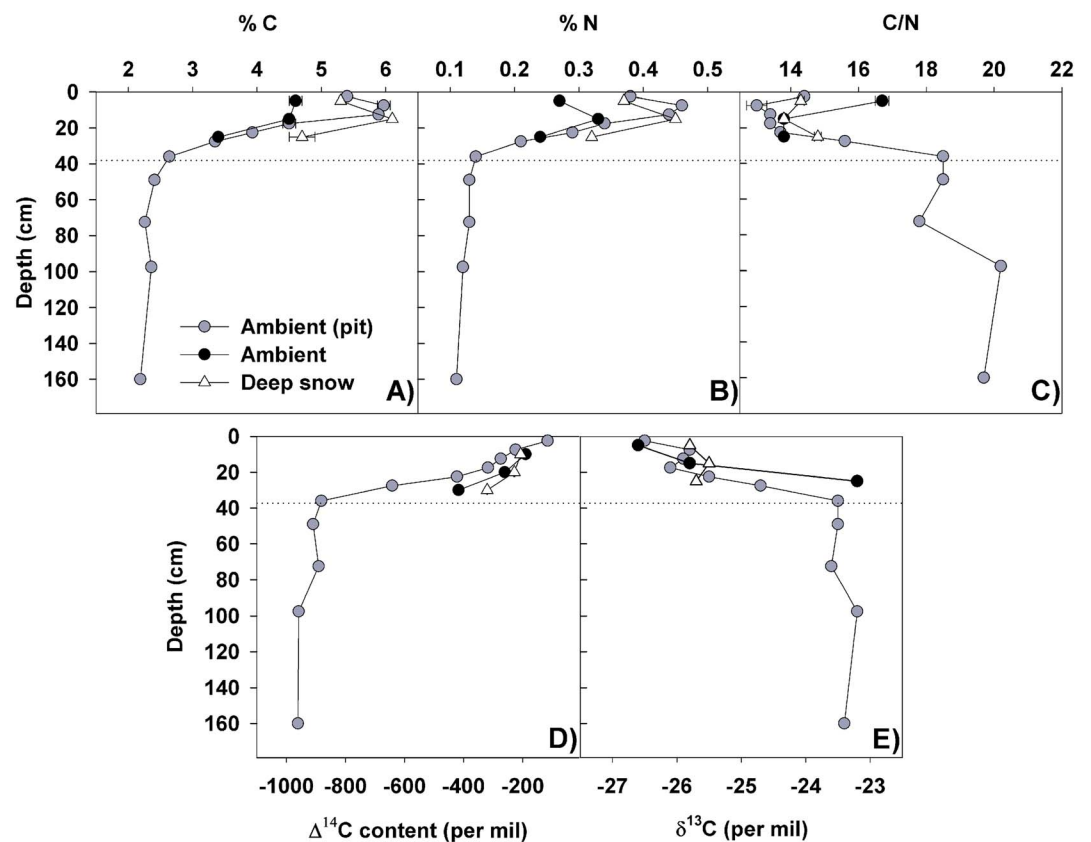 % C % N C/N
2 3 4 5 6 0.1 0.2 0.3 0.4 0.5 14 16 18 20 22
0
20
40
60
80
100
120
140
160
Depth (cm)
Ambient (pit)
Ambient
Deep snow
A) B) C)
0
20
40
60
80
100
120
140
160
Depth (cm)
D) E)
-1000 -800 -600 -400 -200 -27 -26 -25 -24 -23
Δ¹⁴C content (per mil) δ¹³C (per mil)